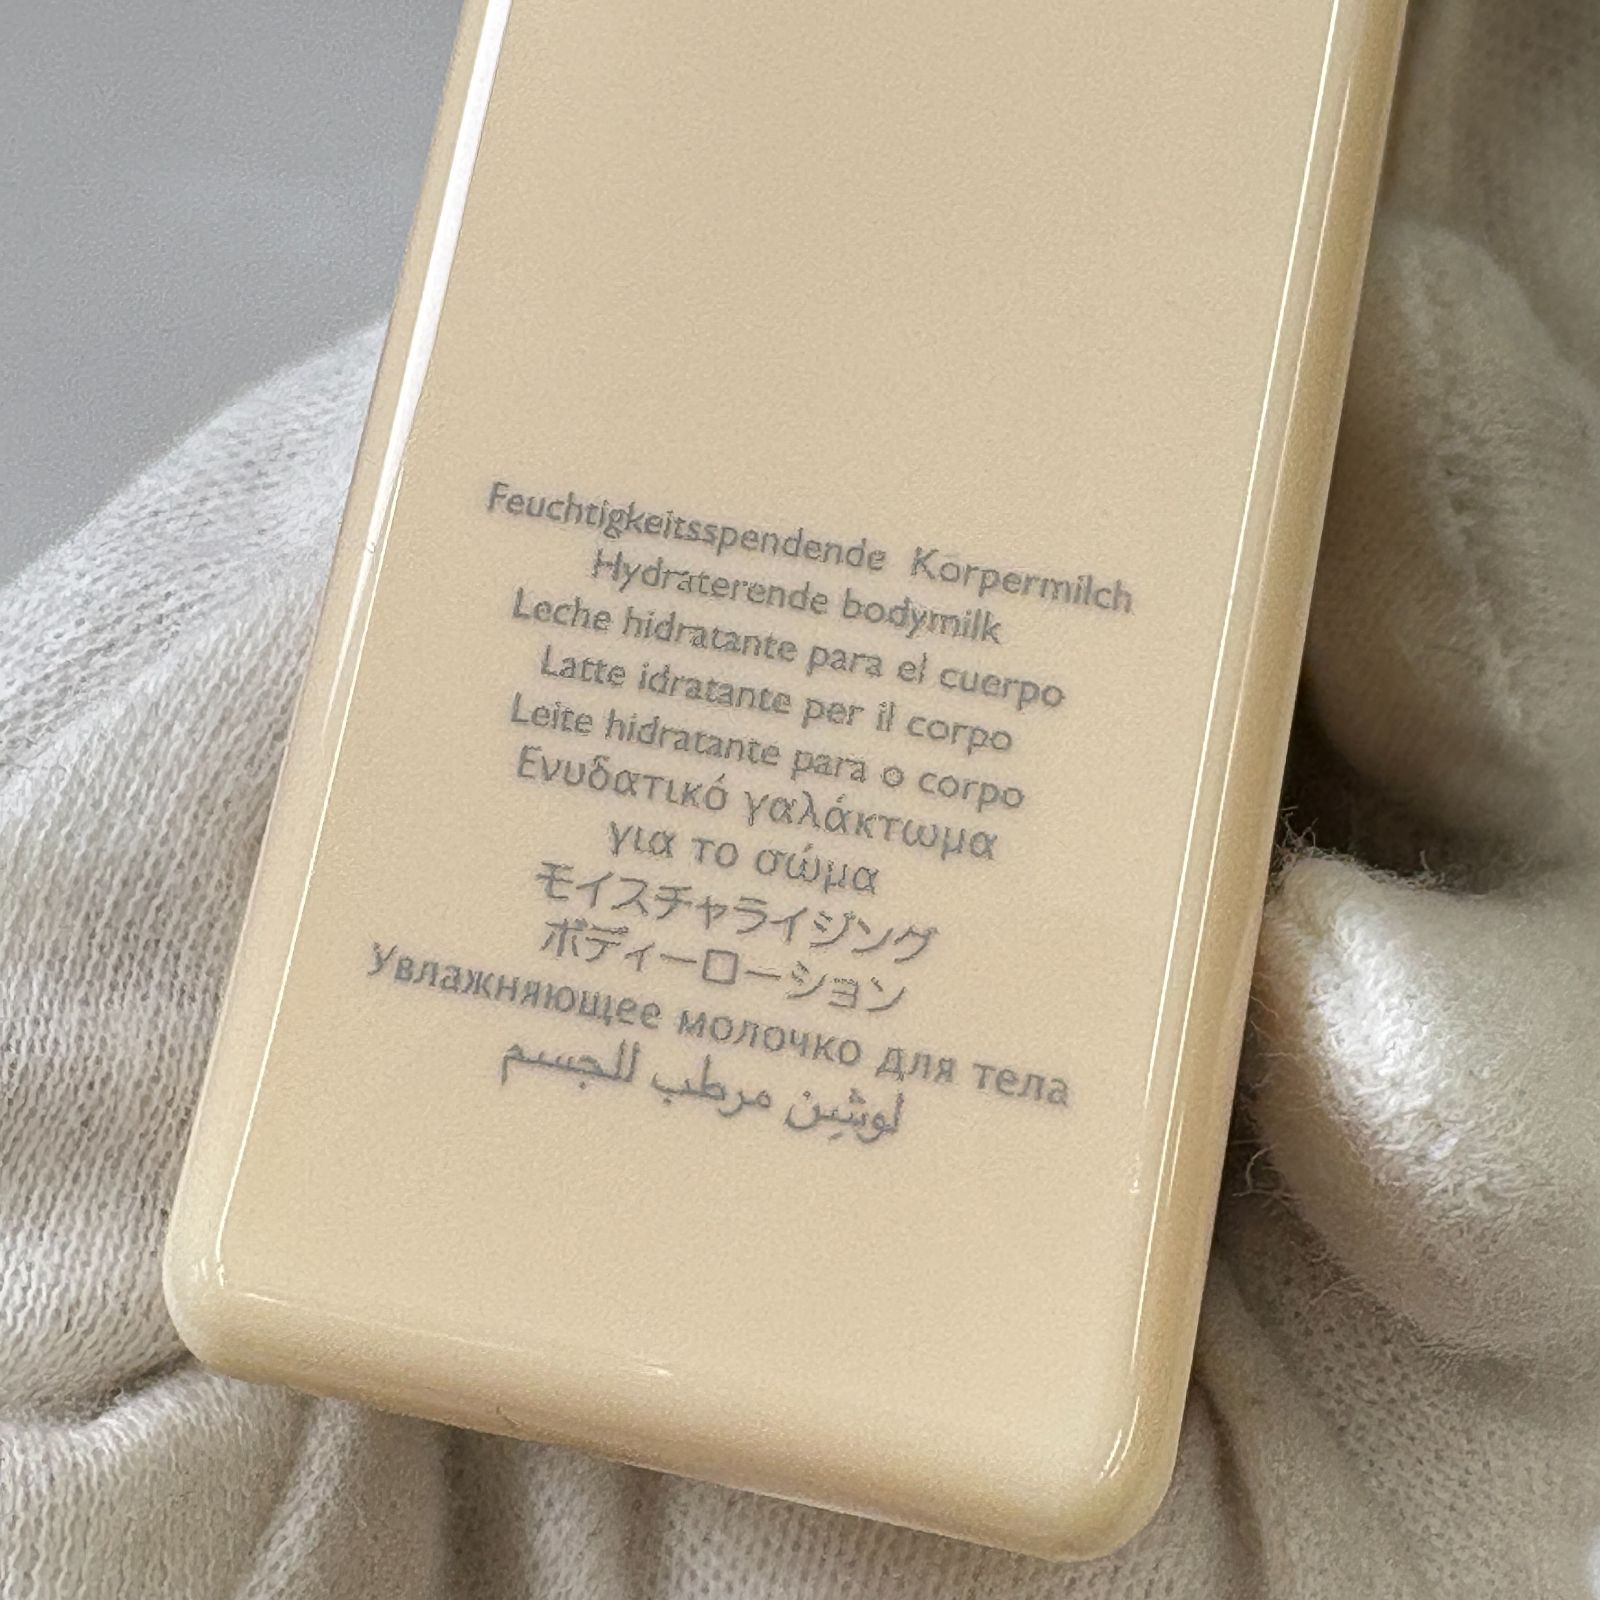 Feuchtigkeitsspendende Körpermilch
Hydraterende bodymilk
Leche hidratante para el cuerpo
Latte idratante per il corpo
Leite hidratante para o corpo
Ενυδατικό γαλάκτωμα
για το σώμα
モイスチャライジング
ボディーローション
Увлажняющее молочко для тела
لوشين مرطب للجسم